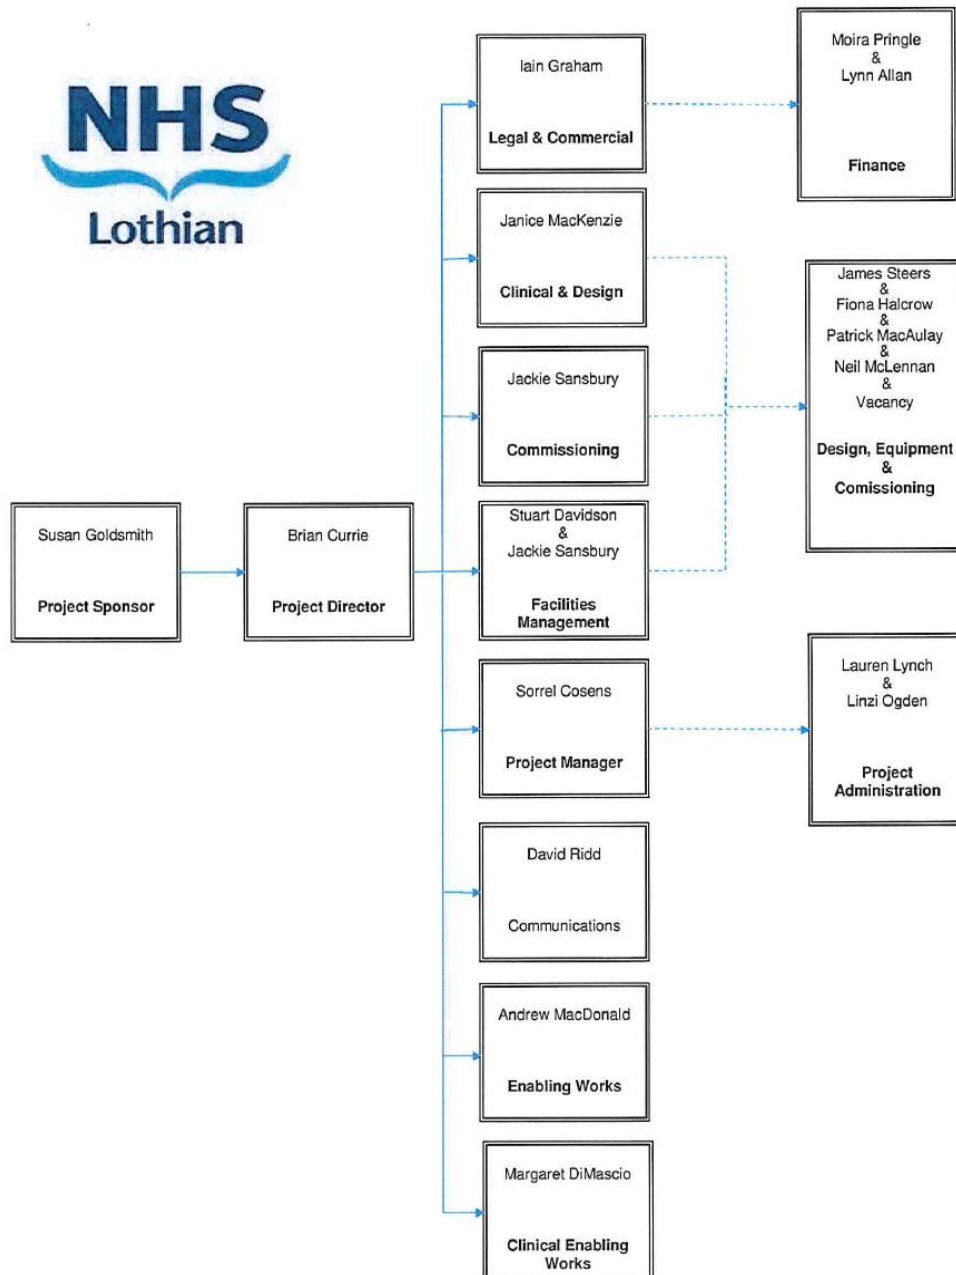 NHS
Lothian
Susan Goldsmith
Project Sponsor
Brian Currie
Project Director
Iain Graham
Legal & Commercial
Janice MacKenzie
Clinical & Design
Jackie Sansbury
Commissioning
Stuart Davidson
&
Jackie Sansbury
Facilities
Management
Sorrel Cosens
Project Manager
David Ridd
Communications
Andrew MacDonald
Enabling Works
Margaret DiMascio
Clinical Enabling
Works
Moira Pringle
&
Lynn Allan
Finance
James Steers
&
Fiona Halcrow
&
Patrick MacAulay
&
Neil McLennan
&
Vacancy
Design, Equipment
&
Comissioning
Lauren Lynch
&
Linzi Ogden
Project
Administration